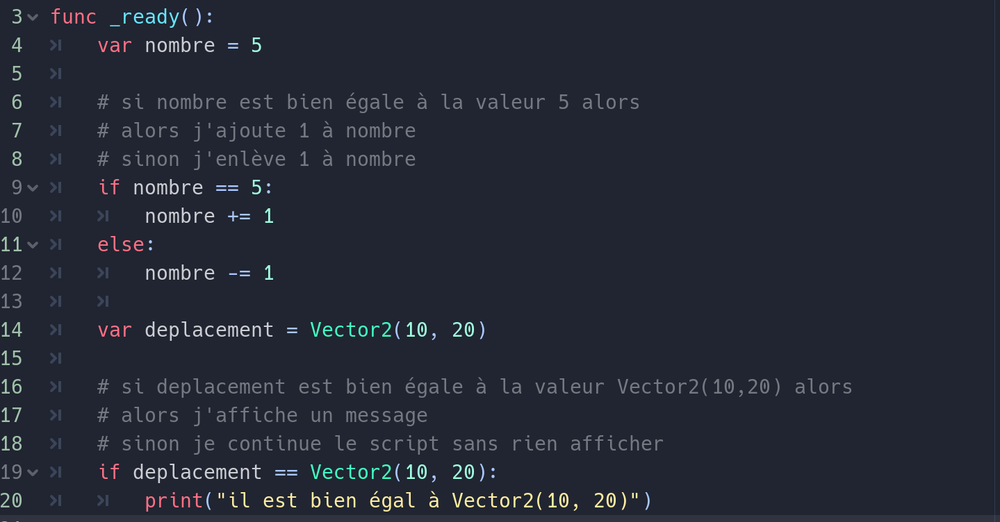 3 func _ready():
4 var nombre = 5
5
6 # si nombre est bien égale à la valeur 5 alors
7 # alors j'ajoute 1 à nombre
8 # sinon j'enlève 1 à nombre
9 if nombre == 5:
10 nombre += 1
11 else:
12 nombre -= 1
13
14 var deplacement = Vector2(10, 20)
15
16 # si deplacement est bien égale à la valeur Vector2(10,20) alors
17 # alors j'affiche un message
18 # sinon je continue le script sans rien afficher
19 if deplacement == Vector2(10, 20):
20 print("il est bien égal à Vector2(10, 20)")